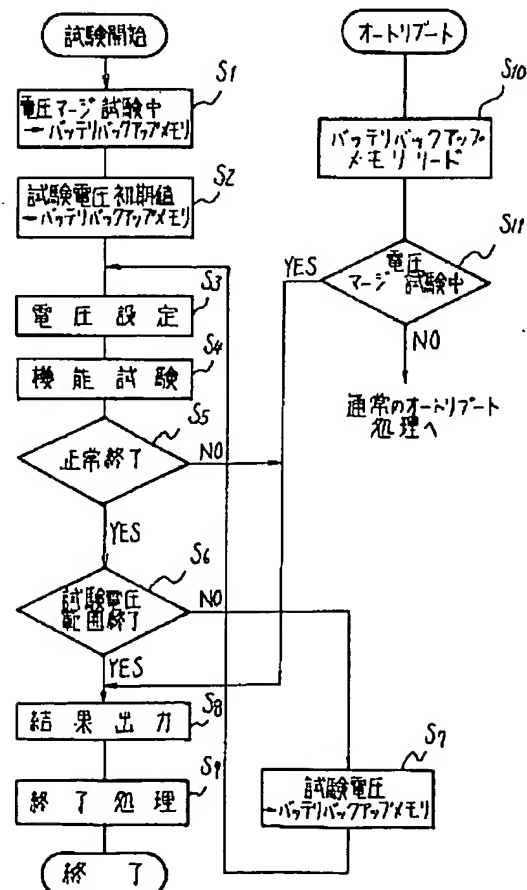 試験開始
S1
電圧マージ試験中
→バッテリバックアップメモリ
S2
試験電圧初期値
→バッテリバックアップメモリ
S3
電圧設定
S4
機能試験
S5
正常終了
NO
YES
S6
試験電圧
範囲終了
NO
YES
S8
結果出力
S9
終了処理
終了
S7
試験電圧
→バッテリバックアップメモリ
オートリブート
S10
バッテリバックアップ
メモリリード
S11
電圧
マージ試験中
YES
NO
通常のオートリブート
処理へ